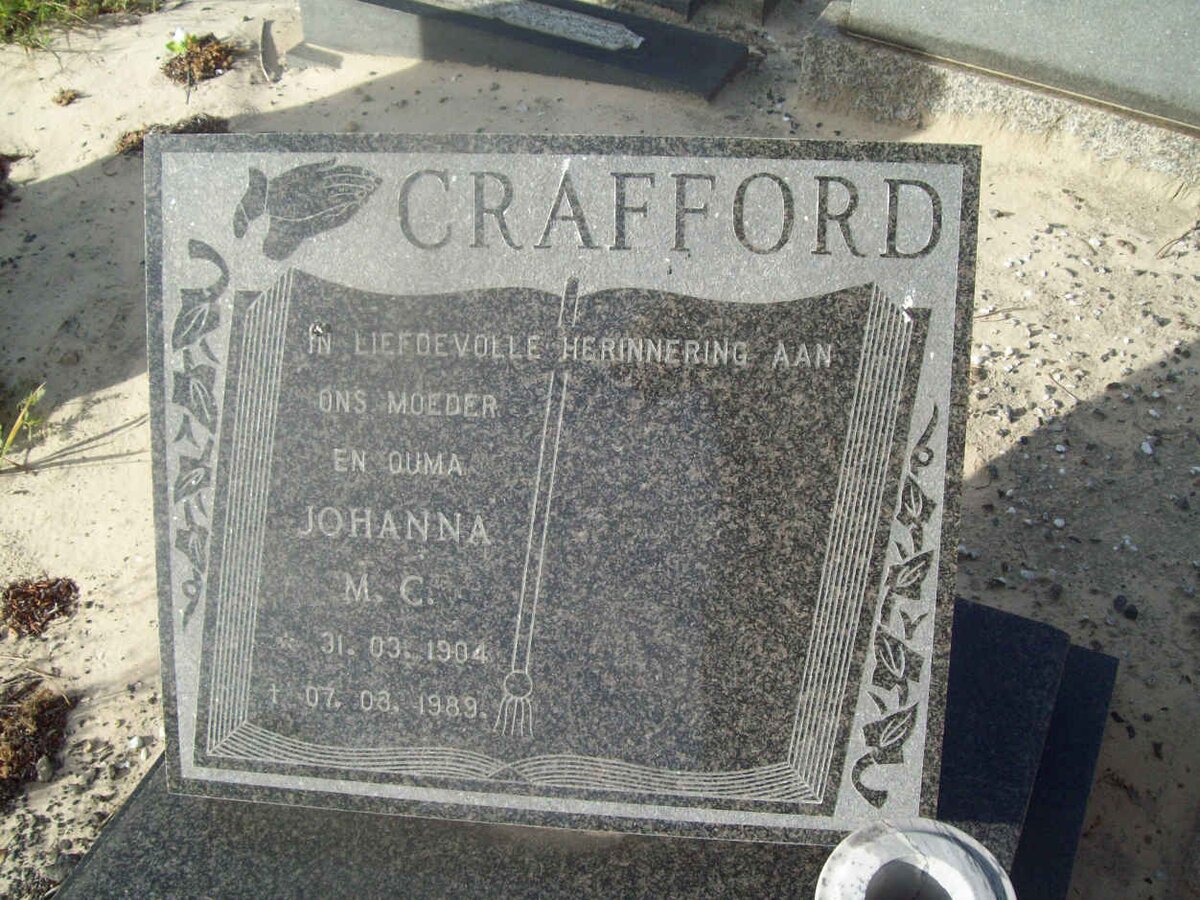 CRAFFORD
IN LIEFDEVOLLE HERINNERING AAN
ONS MOEDER
EN OUMA
JOHANNA
M. C.
* 31. 03. 1904
† 07. 03. 1989.